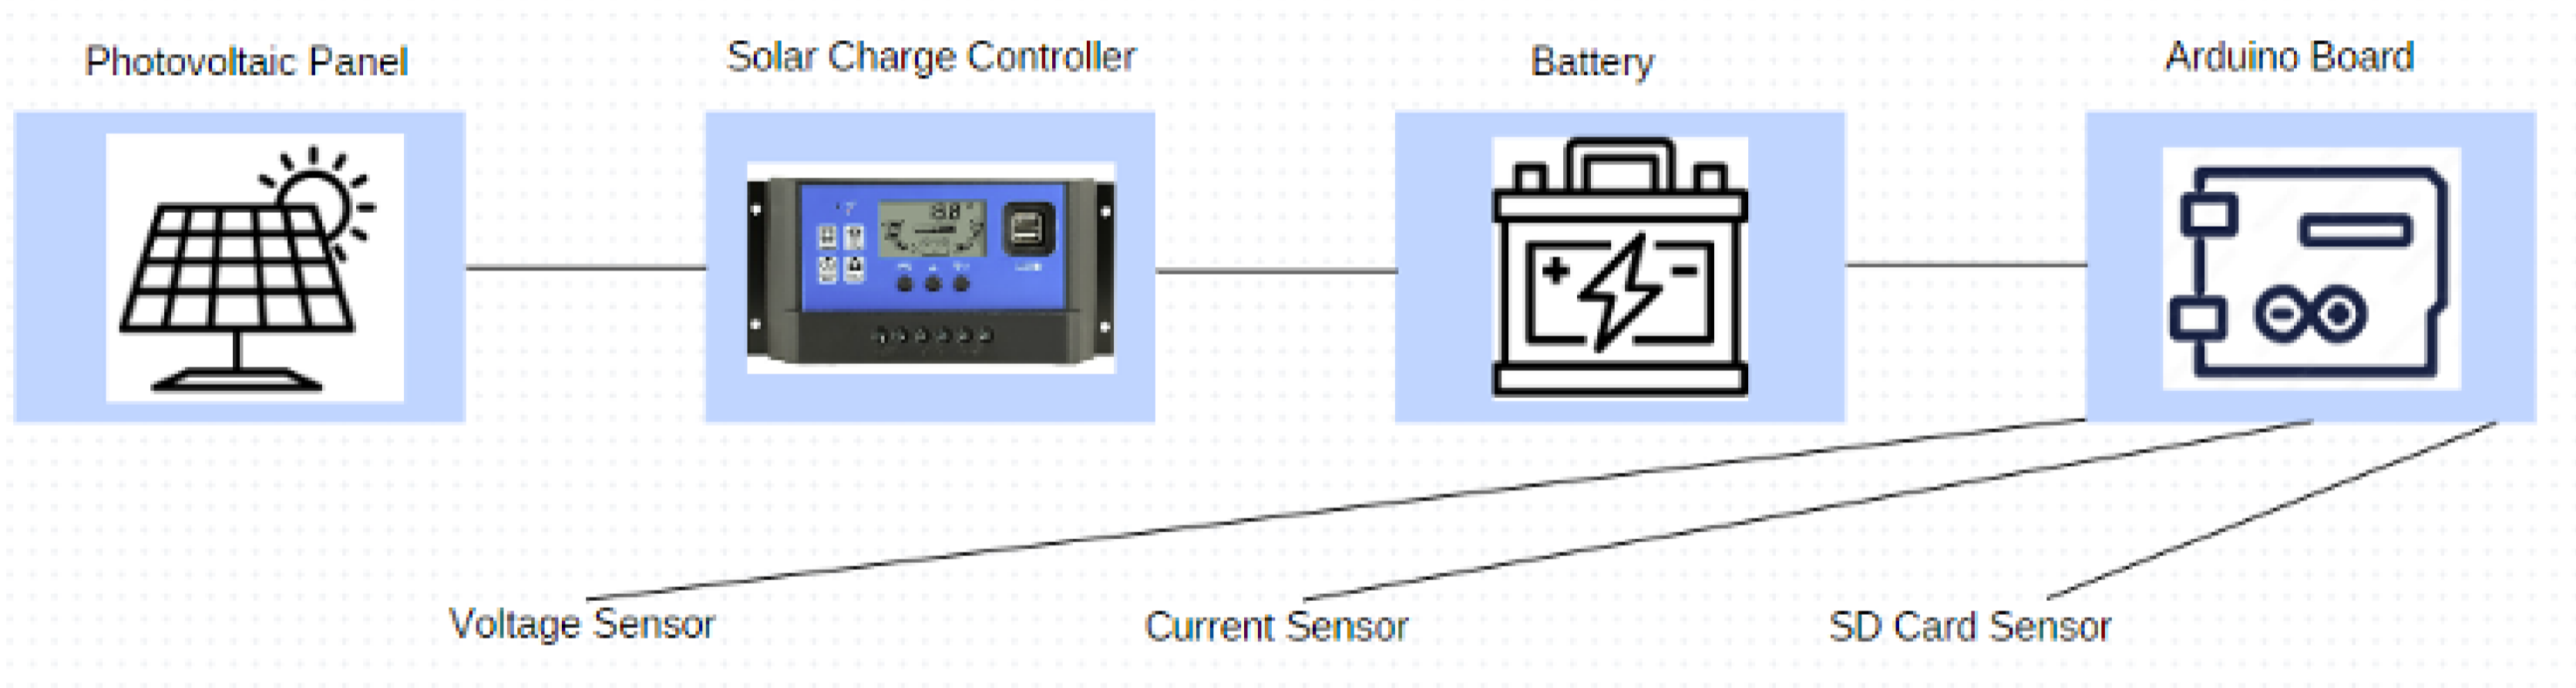 Photovoltaic Panel
Solar Charge Controller
Battery
Arduino Board
Voltage Sensor
Current Sensor
SD Card Sensor